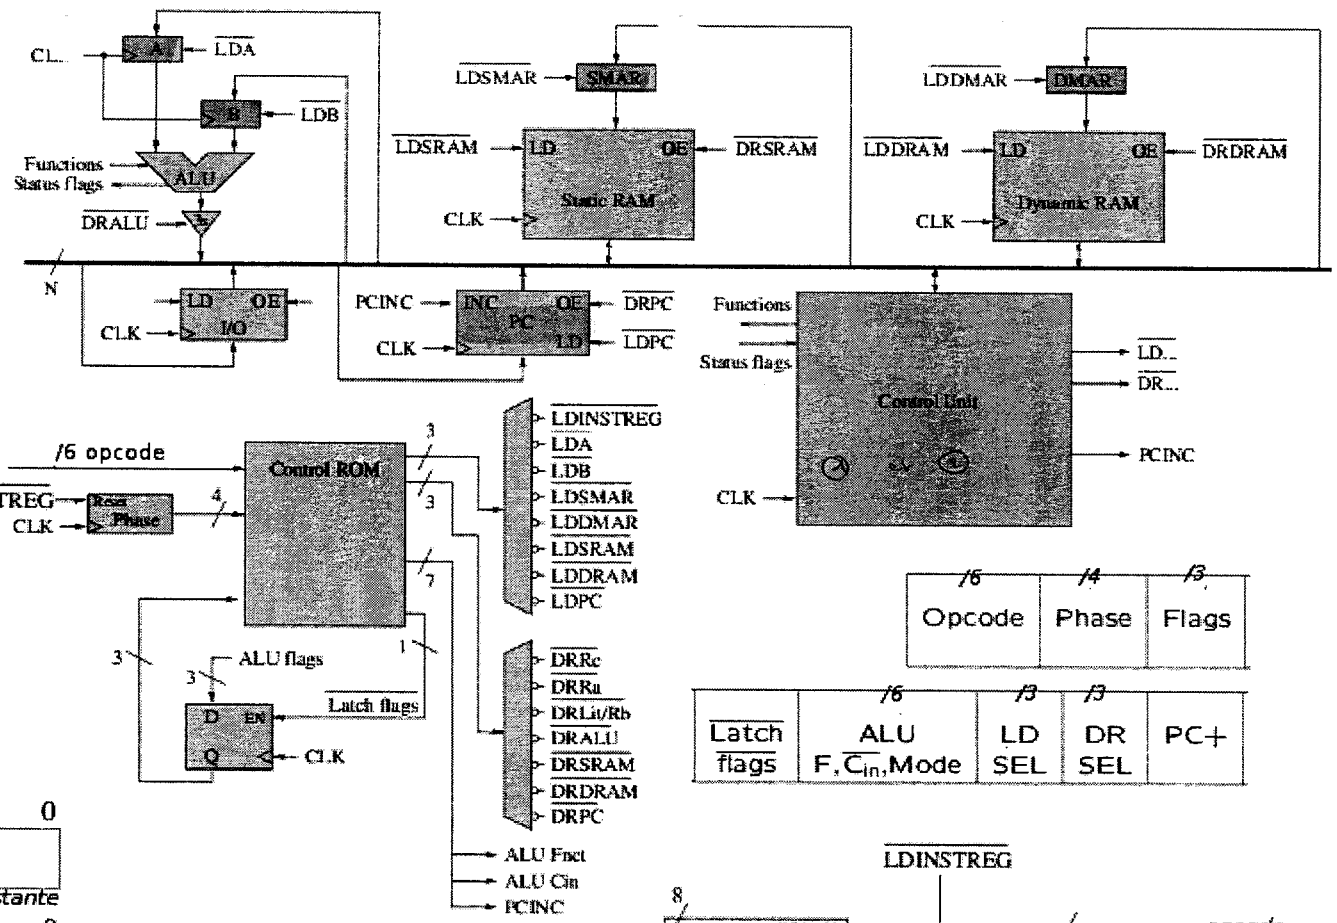 A
LDA
CL...
B
LDB
Functions
Status flags
ALU
DRALU
N
LDSMAR
SMAR
LDSRAM
LD
OE
DRSRAM
Static RAM
CLK
LDDMAR
DMAR
LDDRAM
LD
OE
DRDRAM
Dynamic RAM
CLK
LD
OE
I/O
CLK
PCINC
INC
OE
DRPC
PC
CLK
LD
LDPC
Functions
Status flags
Control Unit
LD...
DR...
PCINC
CLK
/6 opcode
Control ROM
TREG
Reset
Phase
CLK
4
3
3
7
1
3
3
ALU flags
Latch flags
D
EN
Q
CLK
LDINSTREG
LDA
LDB
LDSMAR
LDDMAR
LDSRAM
LDDRAM
LDPC
DRRc
DRRa
DRLit/Rb
DRALU
DRSRAM
DRDRAM
DRPC
ALU Fnct
ALU Cin
PCINC
/6 /4 /3
Opcode Phase Flags
/6 /3 /3
Latch ALU LD DR PC+
flags F,Cin,Mode SEL SEL
0
stante
8
LDINSTREG